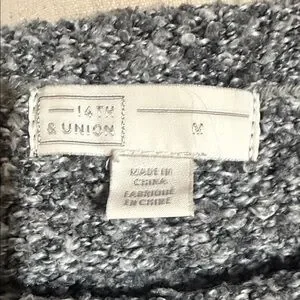 14TH
& UNION
M
MADE IN
CHINA
FABRIQUÉ
EN CHINE